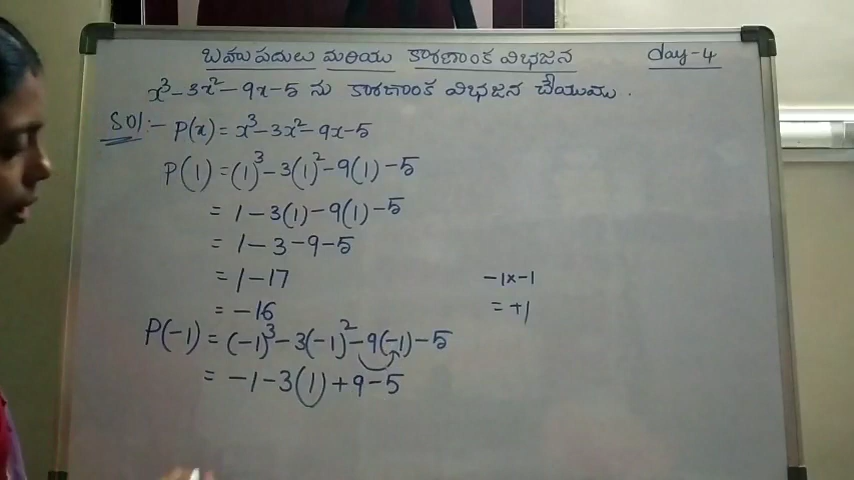 బహుపదులు మరియు కారణాంక విభజన day-4
x³-3x²-9x-5 ను కారణాంక విభజన చేయుము.
Sol:- P(x) = x³-3x²-9x-5
P(1) = (1)³-3(1)²-9(1)-5
= 1-3(1)-9(1)-5
= 1-3-9-5
= 1-17
-1x-1
= -16
= +1
P(-1) = (-1)³-3(-1)²-9(-1)-5
= -1-3(1)+9-5